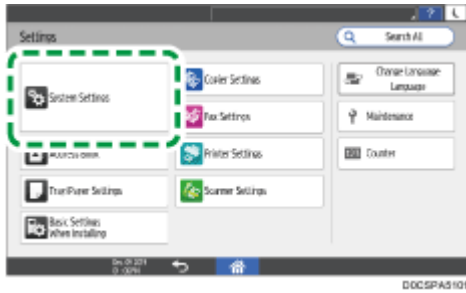 Settings
Search All
System Settings
Copier Settings
Fax Settings
Address Book
Printer Settings
Tray/Paper Settings
Scanner Settings
Basic Settings
When Installing
Change Language
Language
Maintenance
Counter
DOCSPA5101